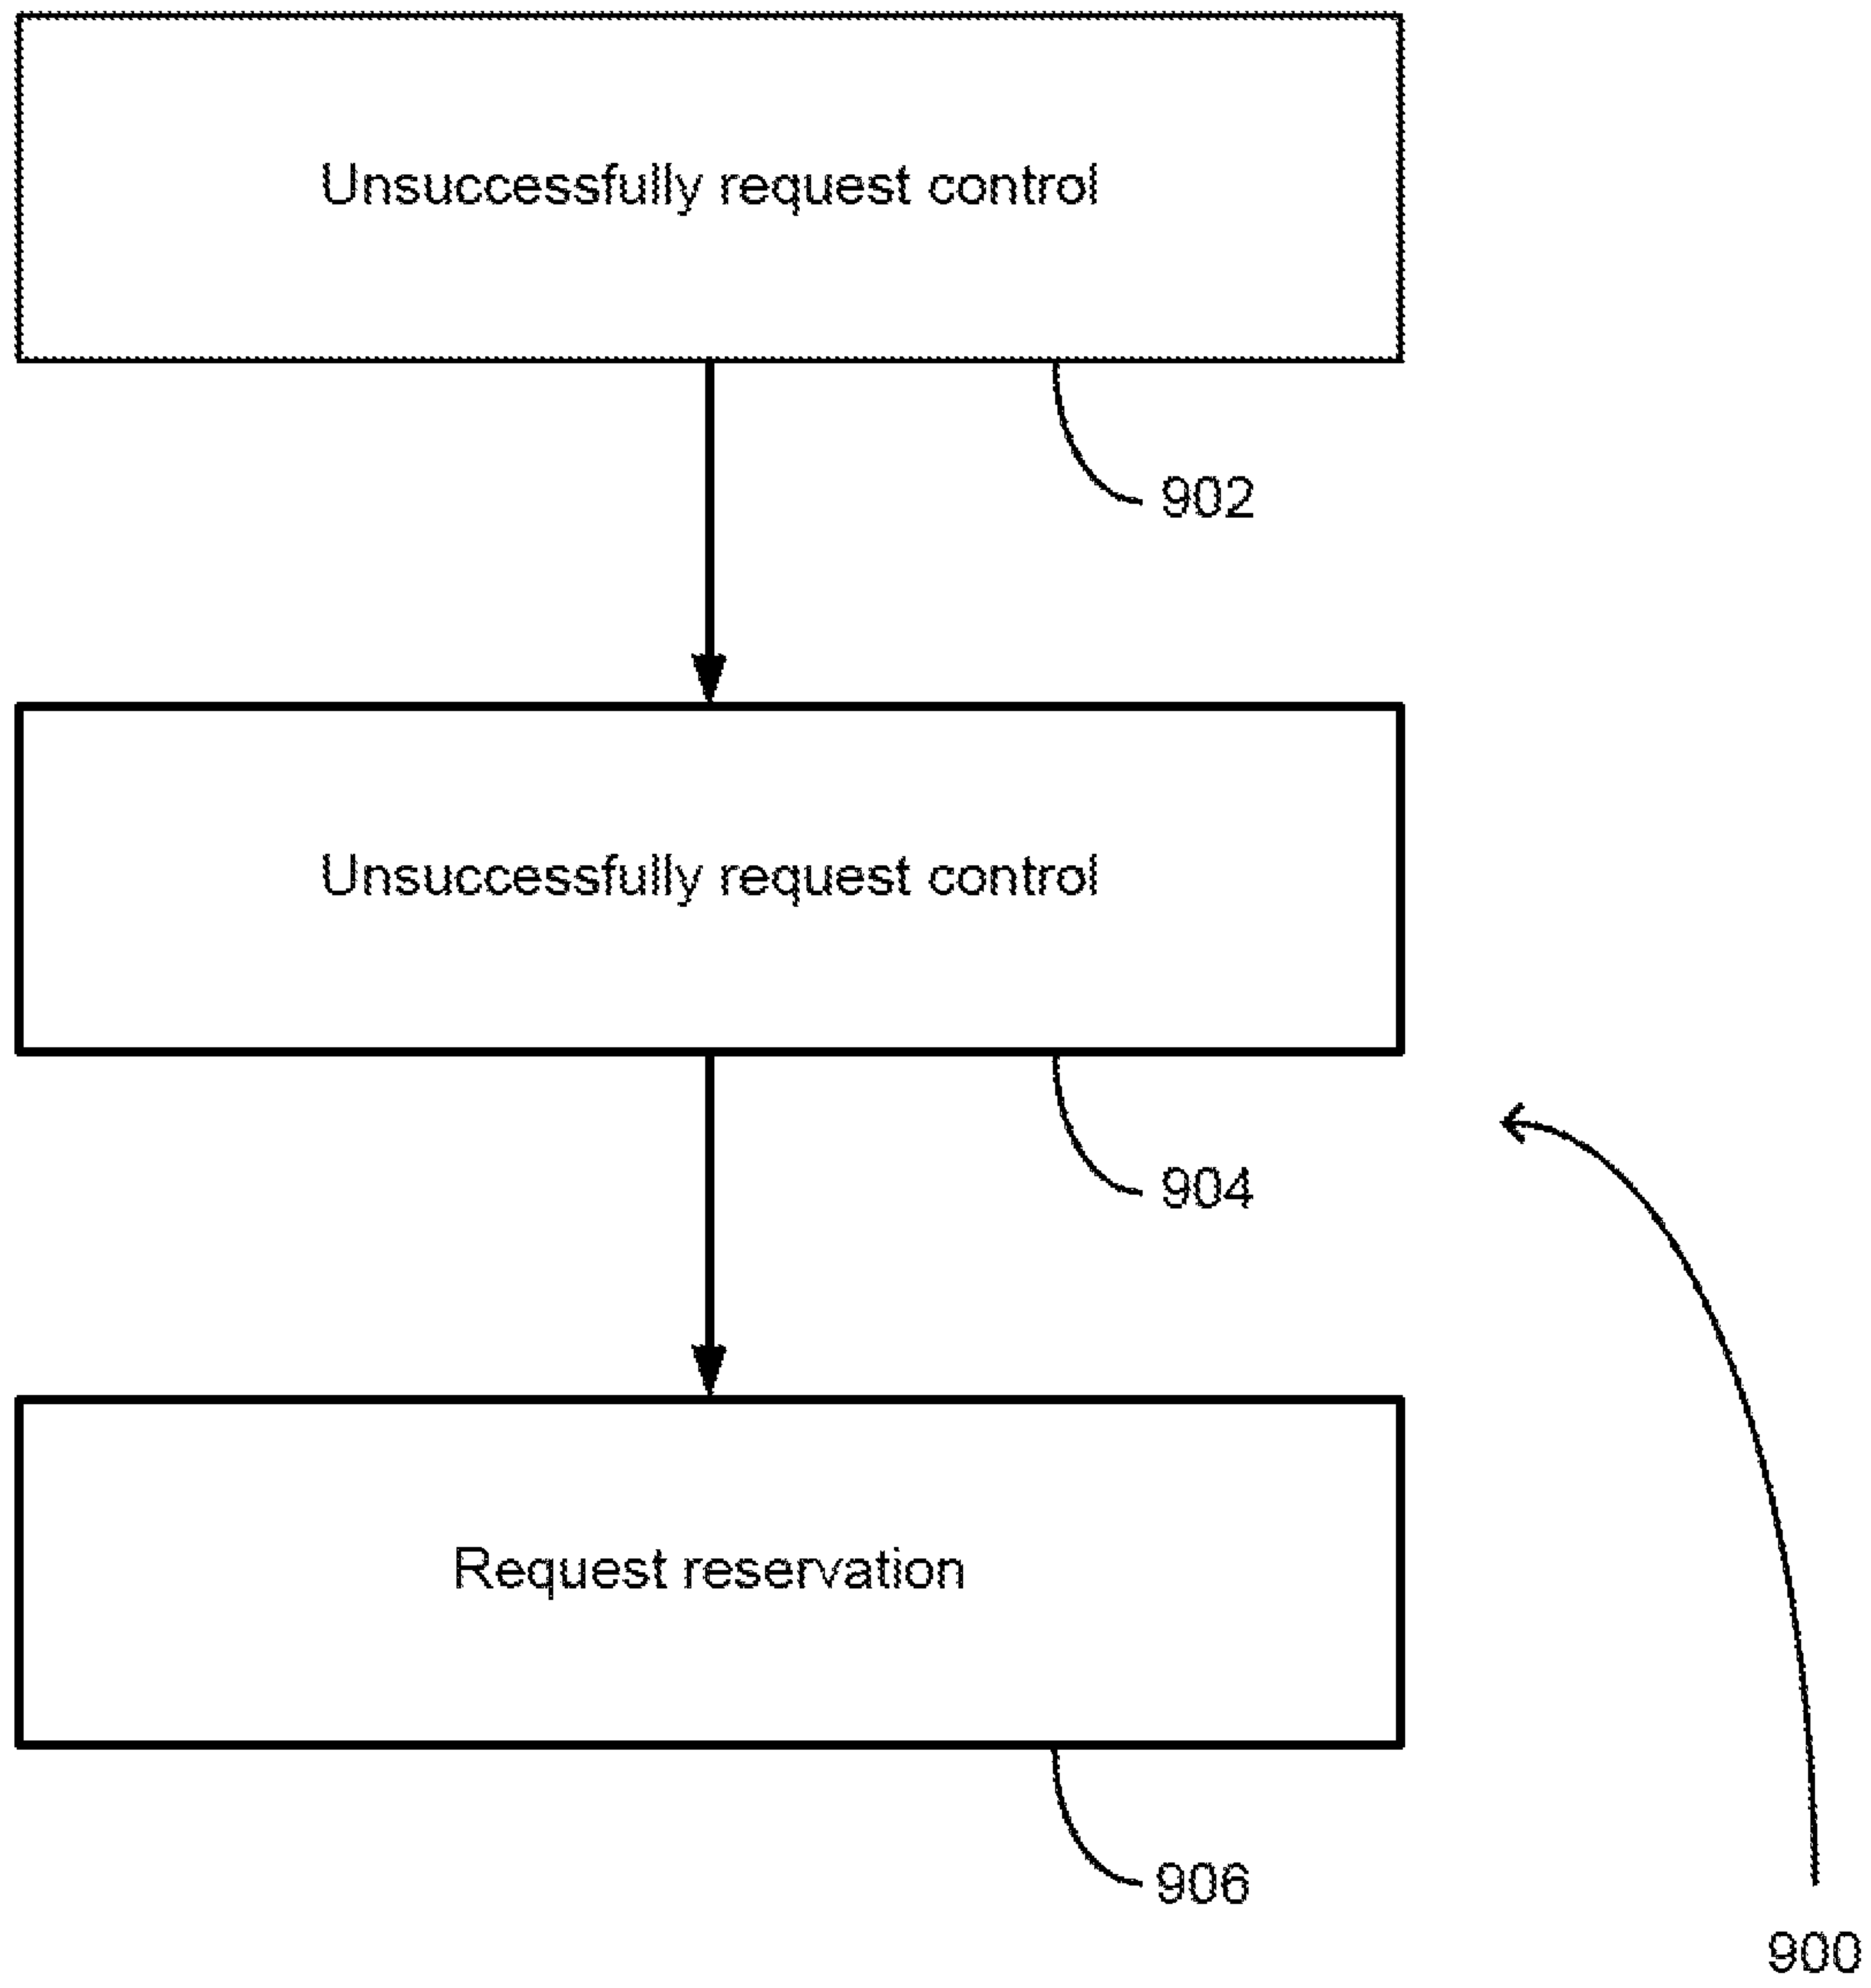 Unsuccessfully request control
902
Unsuccessfully request control
904
Request reservation
906
900